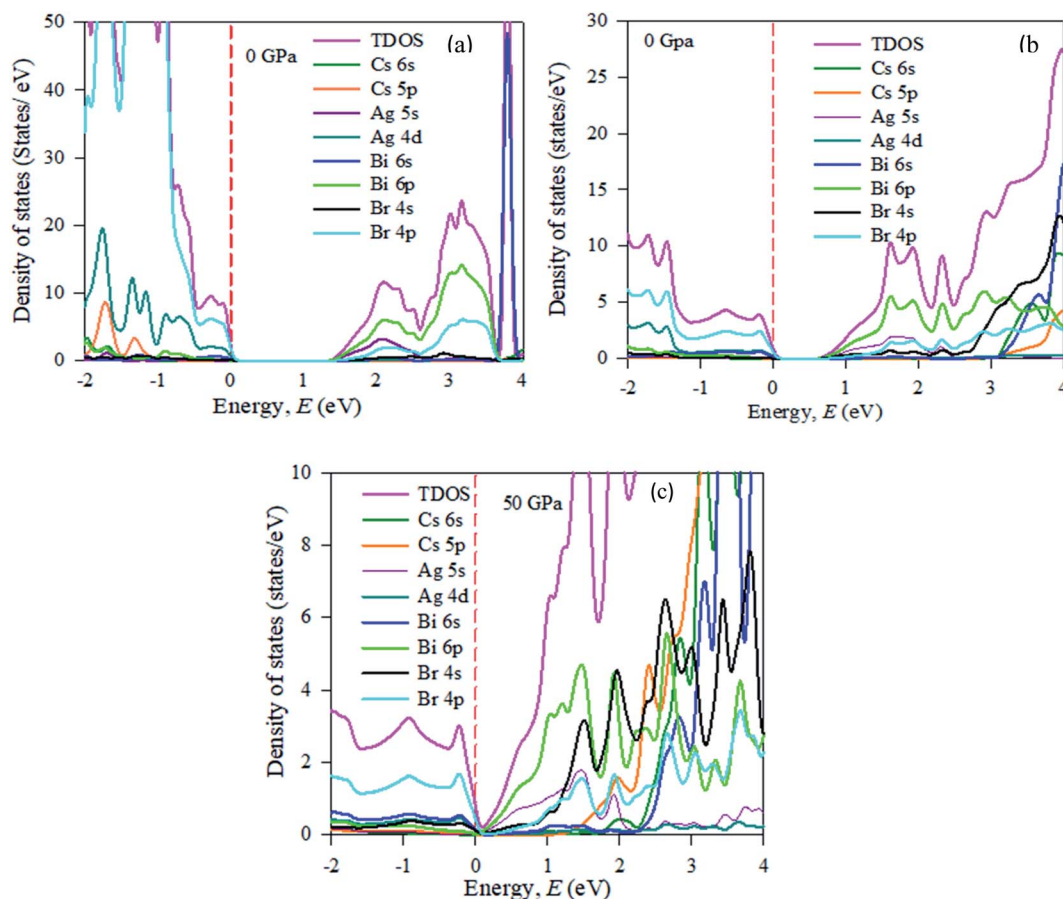 Density of states (States/ eV)
50
40
30
20
10
0
0 GPa
(a)
TDOS
Cs 6s
Cs 5p
Ag 5s
Ag 4d
Bi 6s
Bi 6p
Br 4s
Br 4p
-2 -1 0 1 2 3 4
Energy, E (eV)
Density of states (states/eV)
30
25
20
15
10
5
0
0 Gpa
(b)
TDOS
Cs 6s
Cs 5p
Ag 5s
Ag 4d
Bi 6s
Bi 6p
Br 4s
Br 4p
-2 -1 0 1 2 3 4
Energy, E (eV)
Density of states (states/eV)
10
8
6
4
2
0
TDOS
Cs 6s
Cs 5p
Ag 5s
Ag 4d
Bi 6s
Bi 6p
Br 4s
Br 4p
50 GPa
(c)
-2 -1 0 1 2 3 4
Energy, E (eV)